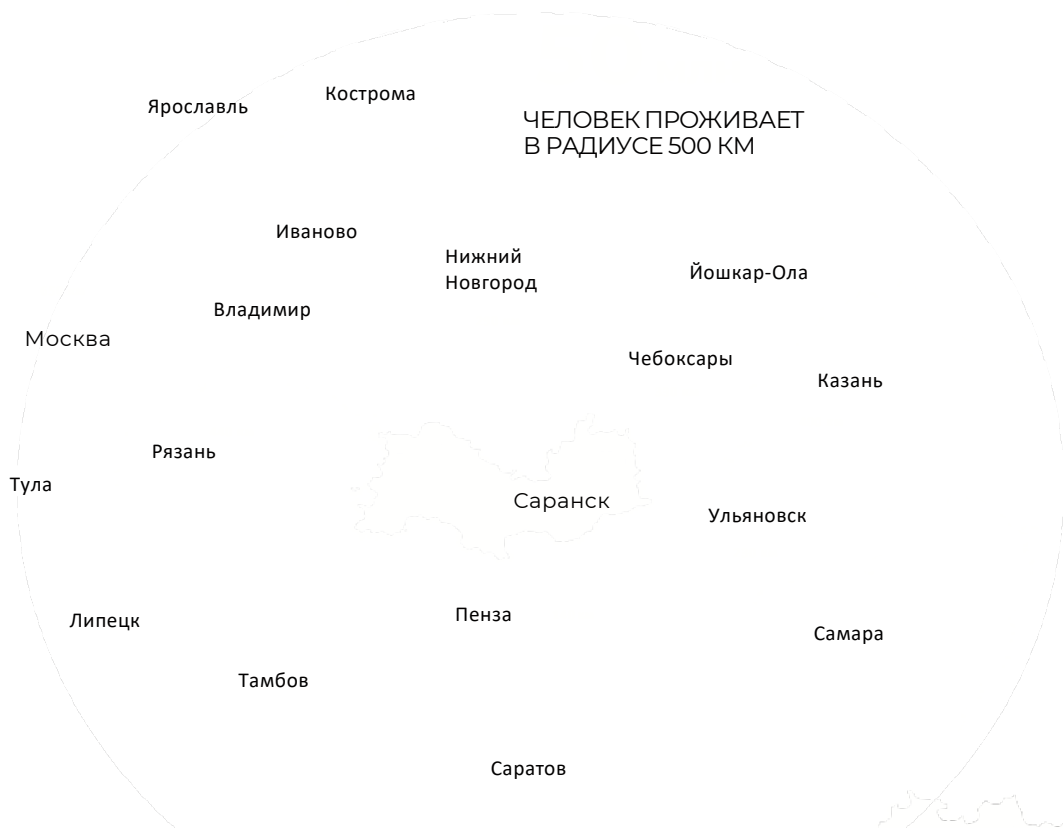 Кострома
Ярославль
ЧЕЛОВЕК ПРОЖИВАЕТ
В РАДИУСЕ 500 КМ
Иваново
Нижний
Новгород
Йошкар-Ола
Владимир
Москва
Чебоксары
Казань
Рязань
Тула
Саранск
Ульяновск
Липецк
Пенза
Самара
Тамбов
Саратов